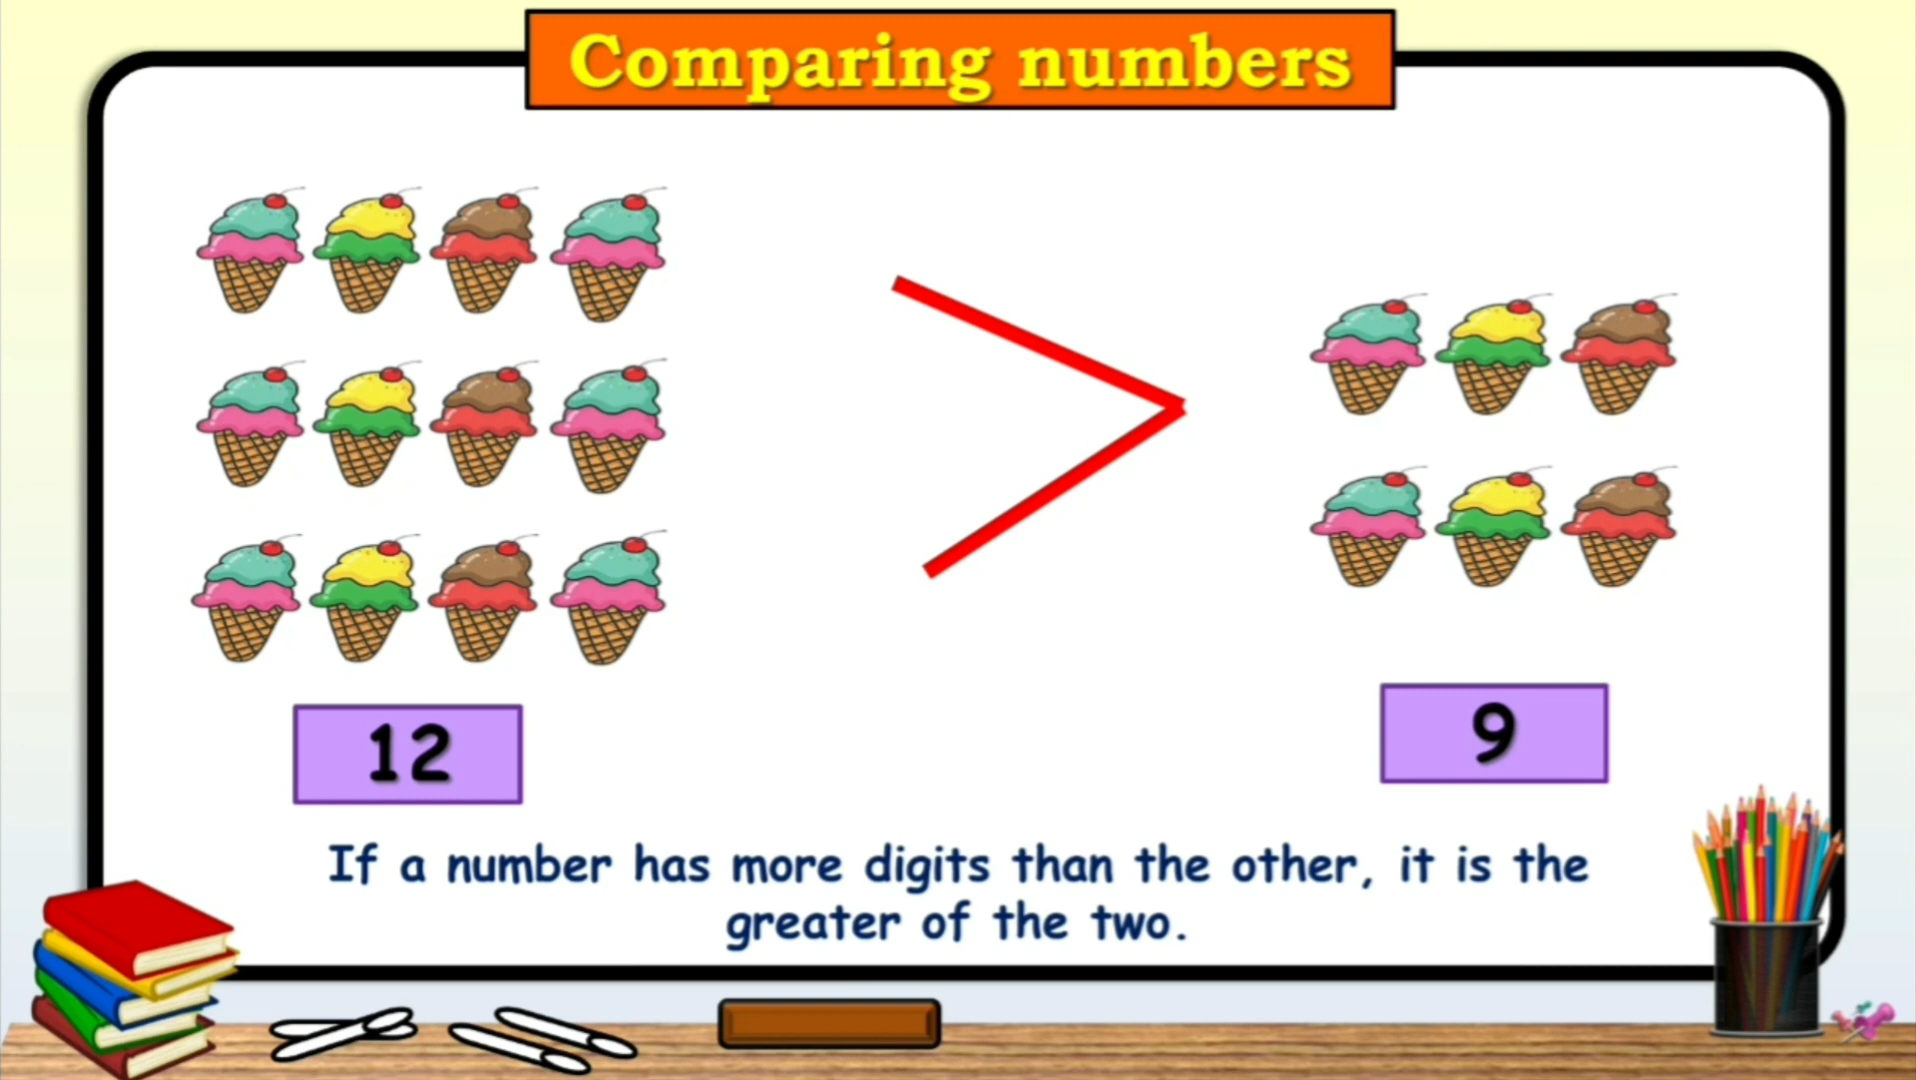 Comparing numbers
12
9
If a number has more digits than the other, it is the
greater of the two.